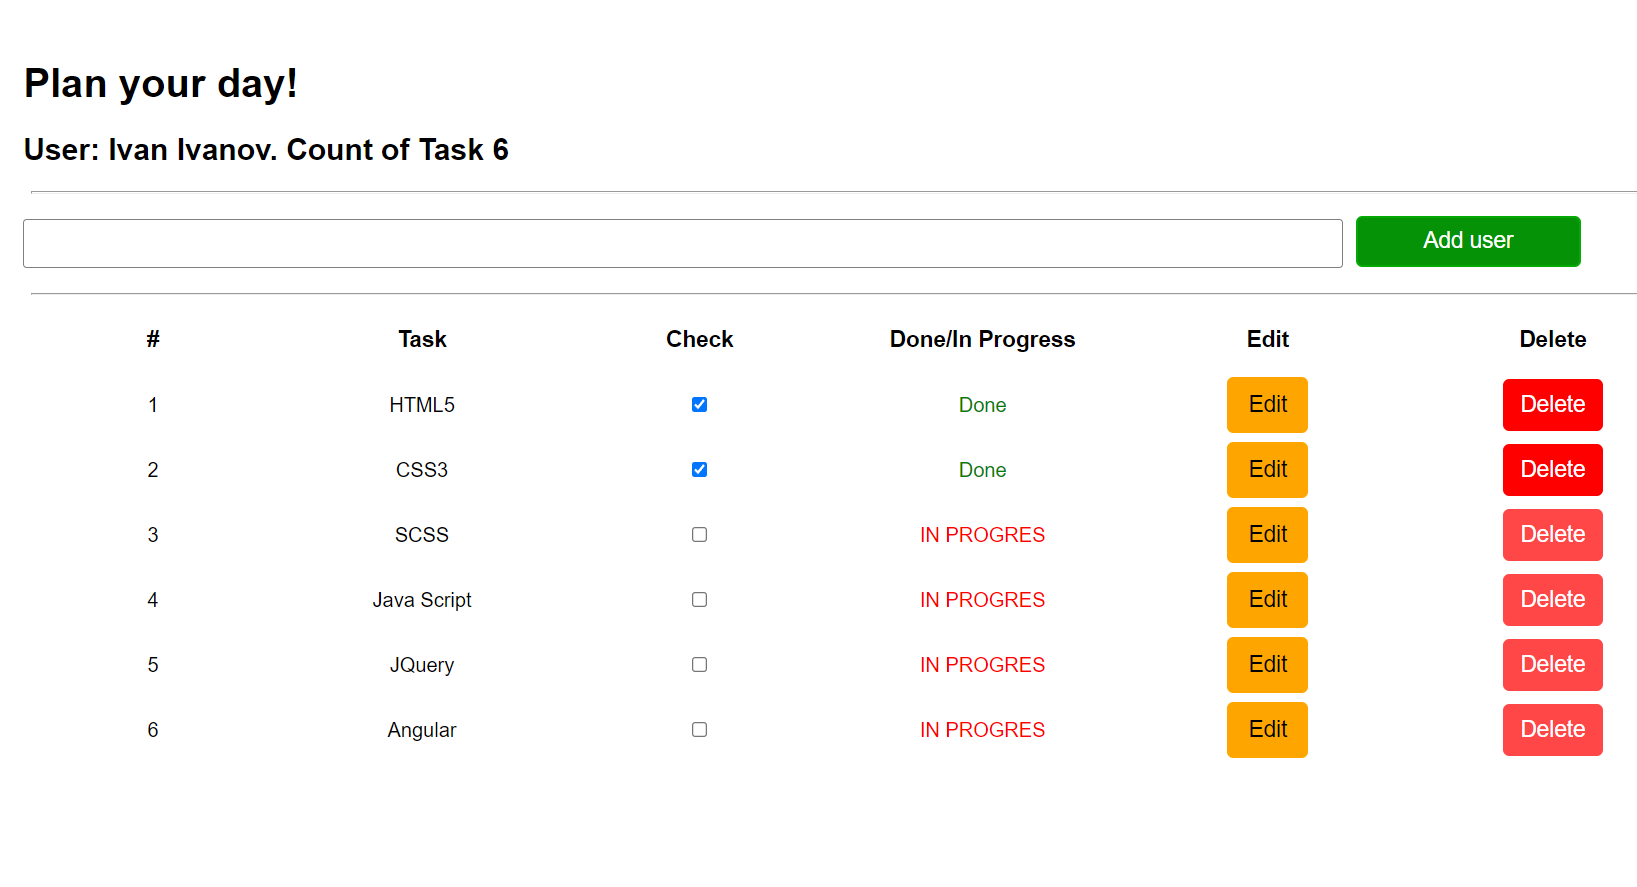 Plan your day!
User: Ivan Ivanov. Count of Task 6
Add user
# Task Check Done/In Progress Edit Delete
1 HTML5 Done Edit Delete
2 CSS3 Done Edit Delete
3 SCSS IN PROGRES Edit Delete
4 Java Script IN PROGRES Edit Delete
5 JQuery IN PROGRES Edit Delete
6 Angular IN PROGRES Edit Delete